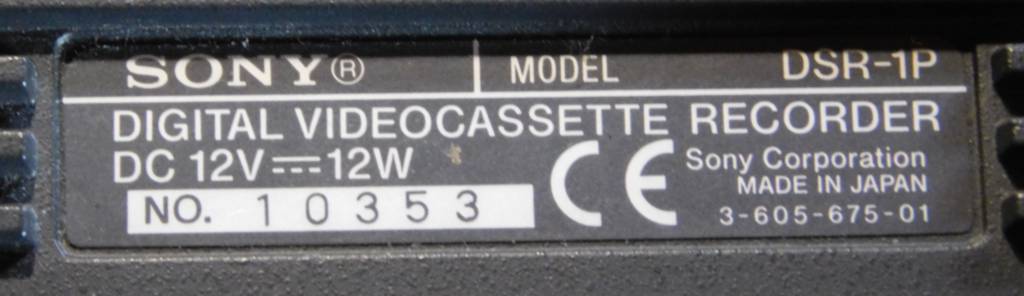 SONY® MODEL DSR-1P
DIGITAL VIDEOCASSETTE RECORDER
DC 12V ⎓ 12W
NO. 10353
CE
Sony Corporation
MADE IN JAPAN
3-605-675-01